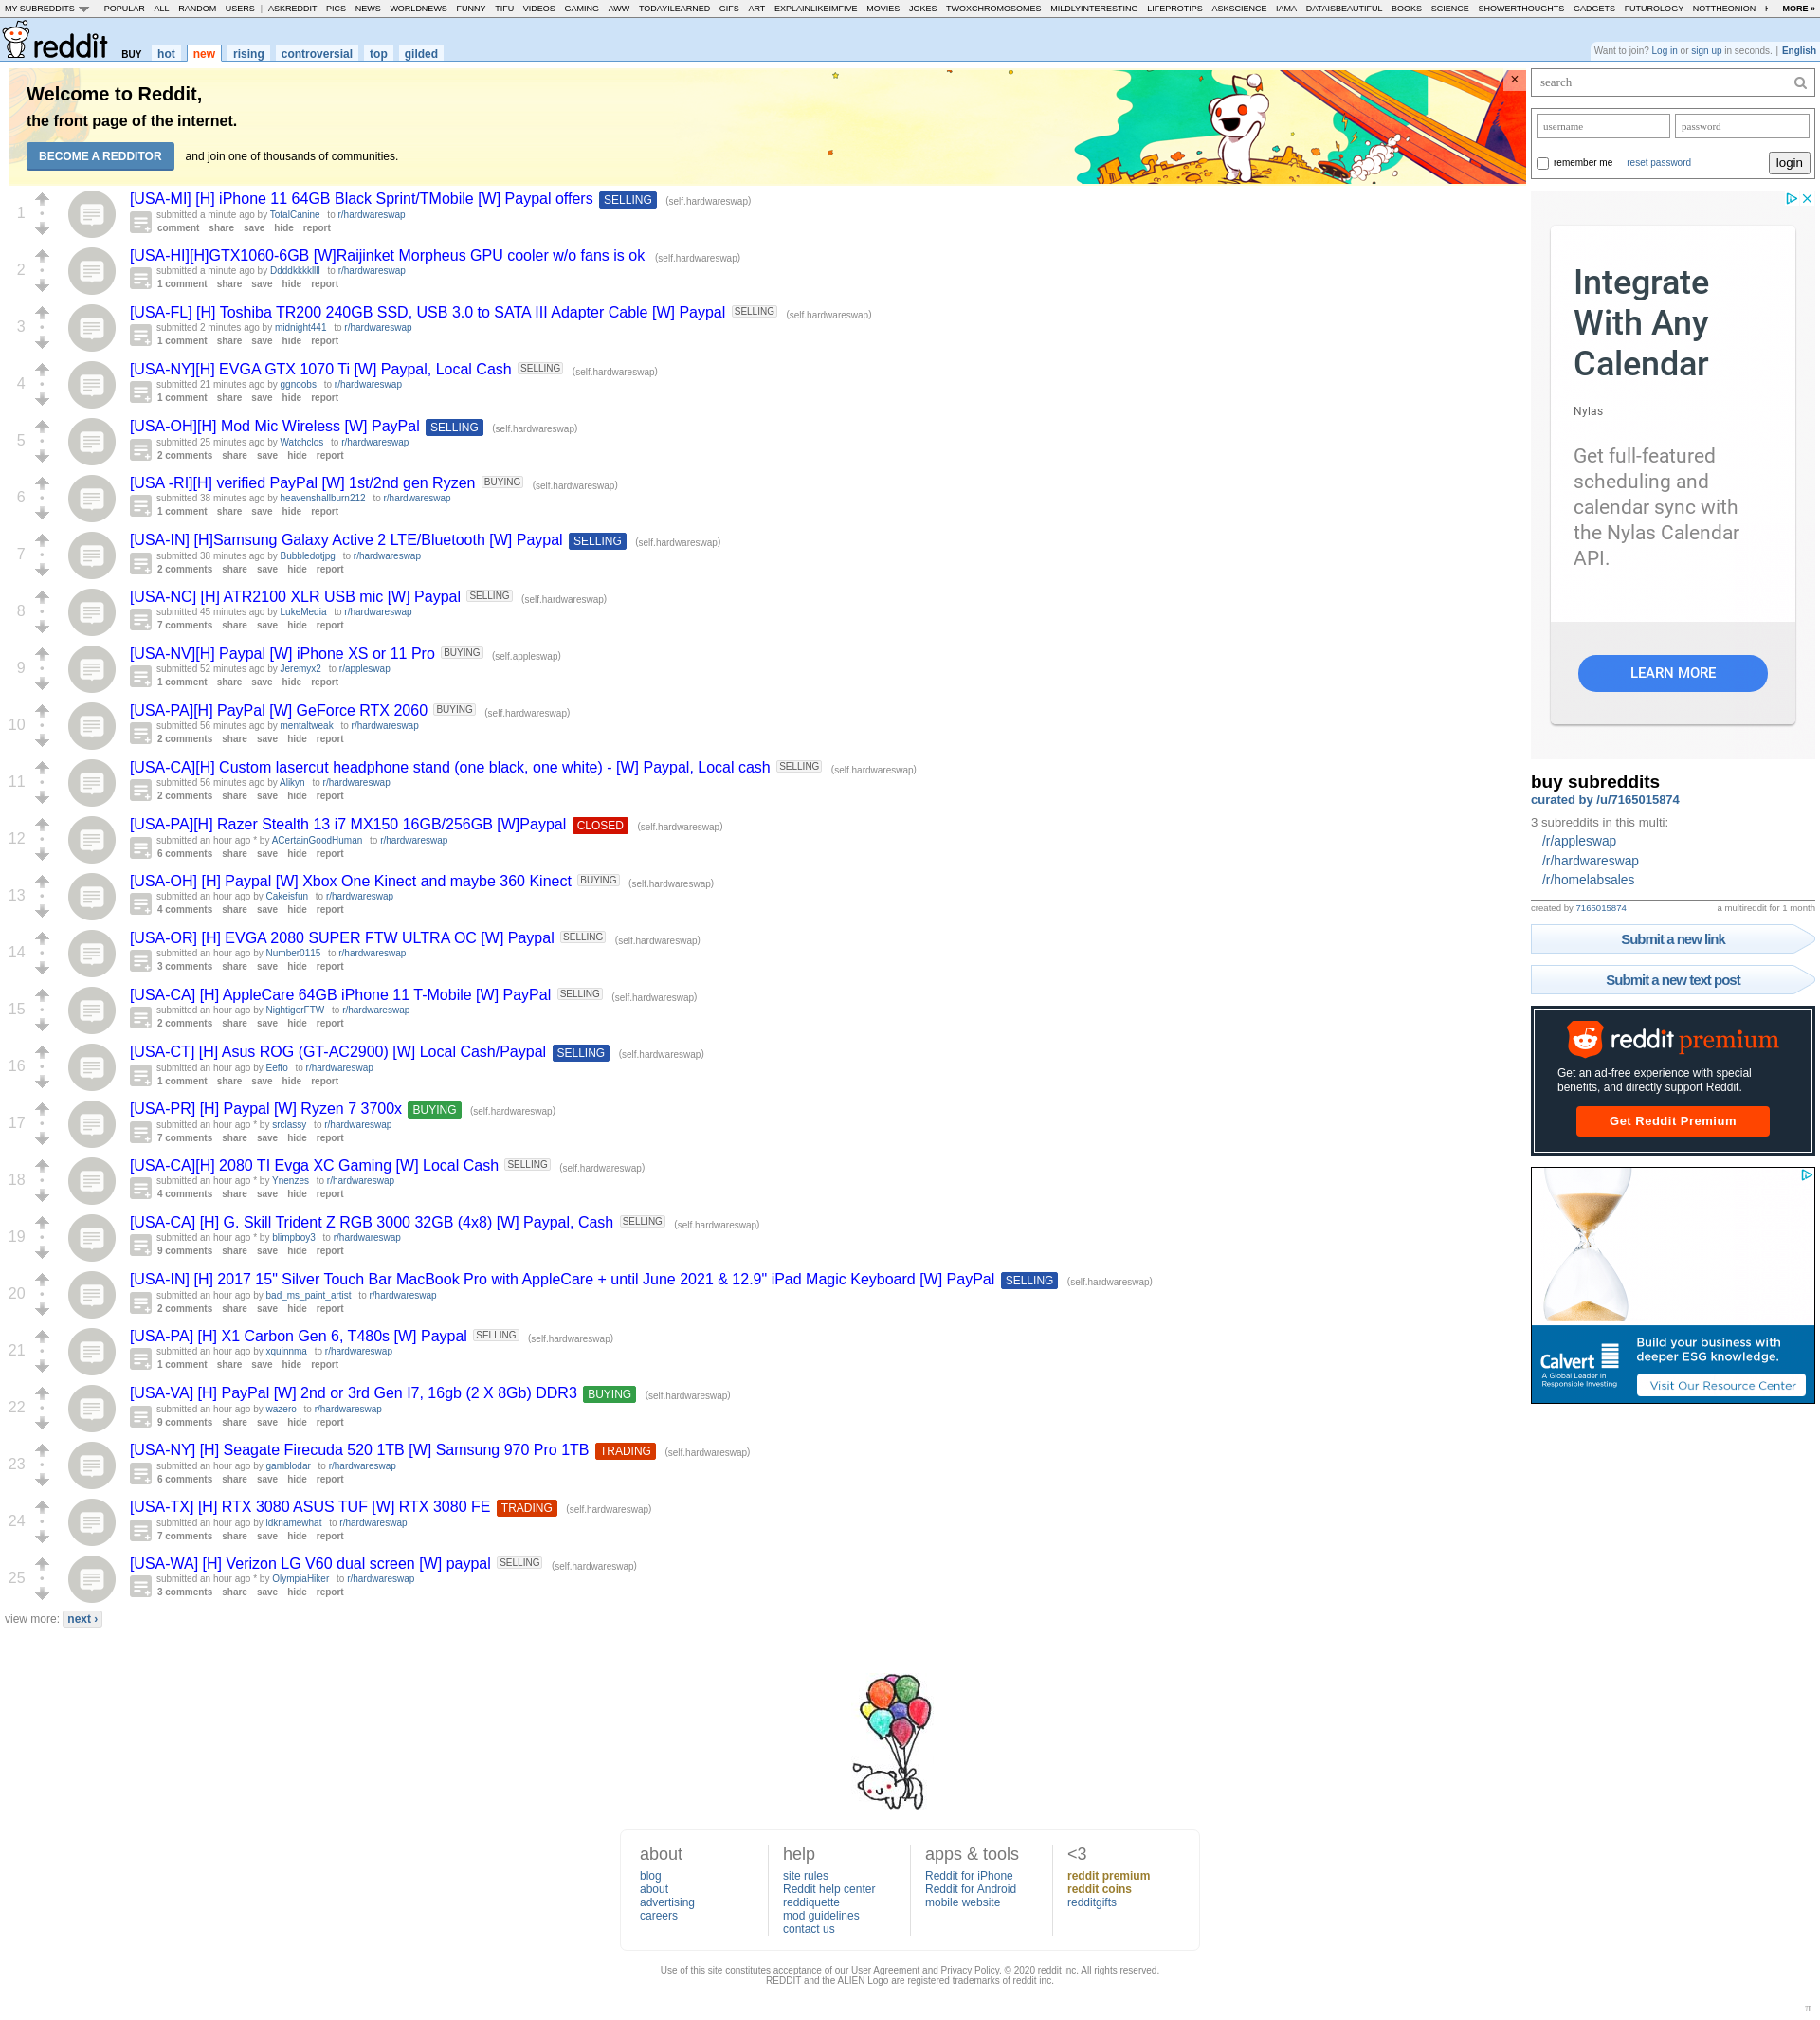 MY SUBREDDITS POPULAR - ALL - RANDOM - USERS | ASKREDDIT - PICS - NEWS - WORLDNEWS - FUNNY - TIFU - VIDEOS - GAMING - AWW - TODAYILEARNED - GIFS - ART - EXPLAINLIKEIMFIVE - MOVIES - JOKES - TWOXCHROMOSOMES - MILDLYINTERESTING - LIFEPROTIPS - ASKSCIENCE - IAMA - DATAISBEAUTIFUL - BOOKS - SCIENCE - SHOWERTHOUGHTS - GADGETS - FUTUROLOGY - NOTTHEONION - MORE »
reddit BUY hot new rising controversial top gilded
Want to join? Log in or sign up in seconds. | English
Welcome to Reddit,
the front page of the internet.
BECOME A REDDITOR and join one of thousands of communities.
×
1
[USA-MI] [H] iPhone 11 64GB Black Sprint/TMobile [W] Paypal offers SELLING (self.hardwareswap)
submitted a minute ago by TotalCanine to r/hardwareswap
comment share save hide report
2
[USA-HI][H]GTX1060-6GB [W]Raijinket Morpheus GPU cooler w/o fans is ok (self.hardwareswap)
submitted a minute ago by Ddddkkkkllll to r/hardwareswap
1 comment share save hide report
3
[USA-FL] [H] Toshiba TR200 240GB SSD, USB 3.0 to SATA III Adapter Cable [W] Paypal SELLING (self.hardwareswap)
submitted 2 minutes ago by midnight441 to r/hardwareswap
1 comment share save hide report
4
[USA-NY][H] EVGA GTX 1070 Ti [W] Paypal, Local Cash SELLING (self.hardwareswap)
submitted 21 minutes ago by ggnoobs to r/hardwareswap
1 comment share save hide report
5
[USA-OH][H] Mod Mic Wireless [W] PayPal SELLING (self.hardwareswap)
submitted 25 minutes ago by Watchclos to r/hardwareswap
2 comments share save hide report
6
[USA -RI][H] verified PayPal [W] 1st/2nd gen Ryzen BUYING (self.hardwareswap)
submitted 38 minutes ago by heavenshallburn212 to r/hardwareswap
1 comment share save hide report
7
[USA-IN] [H]Samsung Galaxy Active 2 LTE/Bluetooth [W] Paypal SELLING (self.hardwareswap)
submitted 38 minutes ago by Bubbledotjpg to r/hardwareswap
2 comments share save hide report
8
[USA-NC] [H] ATR2100 XLR USB mic [W] Paypal SELLING (self.hardwareswap)
submitted 45 minutes ago by LukeMedia to r/hardwareswap
7 comments share save hide report
9
[USA-NV][H] Paypal [W] iPhone XS or 11 Pro BUYING (self.appleswap)
submitted 52 minutes ago by Jeremyx2 to r/appleswap
1 comment share save hide report
10
[USA-PA][H] PayPal [W] GeForce RTX 2060 BUYING (self.hardwareswap)
submitted 56 minutes ago by mentaltweak to r/hardwareswap
2 comments share save hide report
11
[USA-CA][H] Custom lasercut headphone stand (one black, one white) - [W] Paypal, Local cash SELLING (self.hardwareswap)
submitted 56 minutes ago by Alikyn to r/hardwareswap
2 comments share save hide report
12
[USA-PA][H] Razer Stealth 13 i7 MX150 16GB/256GB [W]Paypal CLOSED (self.hardwareswap)
submitted an hour ago * by ACertainGoodHuman to r/hardwareswap
6 comments share save hide report
13
[USA-OH] [H] Paypal [W] Xbox One Kinect and maybe 360 Kinect BUYING (self.hardwareswap)
submitted an hour ago by Cakeisfun to r/hardwareswap
4 comments share save hide report
14
[USA-OR] [H] EVGA 2080 SUPER FTW ULTRA OC [W] Paypal SELLING (self.hardwareswap)
submitted an hour ago by Number0115 to r/hardwareswap
3 comments share save hide report
15
[USA-CA] [H] AppleCare 64GB iPhone 11 T-Mobile [W] PayPal SELLING (self.hardwareswap)
submitted an hour ago by NightigerFTW to r/hardwareswap
2 comments share save hide report
16
[USA-CT] [H] Asus ROG (GT-AC2900) [W] Local Cash/Paypal SELLING (self.hardwareswap)
submitted an hour ago by Eeffo to r/hardwareswap
1 comment share save hide report
17
[USA-PR] [H] Paypal [W] Ryzen 7 3700x BUYING (self.hardwareswap)
submitted an hour ago * by srclassy to r/hardwareswap
7 comments share save hide report
18
[USA-CA][H] 2080 TI Evga XC Gaming [W] Local Cash SELLING (self.hardwareswap)
submitted an hour ago * by Ynenzes to r/hardwareswap
4 comments share save hide report
19
[USA-CA] [H] G. Skill Trident Z RGB 3000 32GB (4x8) [W] Paypal, Cash SELLING (self.hardwareswap)
submitted an hour ago * by blimpboy3 to r/hardwareswap
9 comments share save hide report
20
[USA-IN] [H] 2017 15" Silver Touch Bar MacBook Pro with AppleCare + until June 2021 & 12.9" iPad Magic Keyboard [W] PayPal SELLING (self.hardwareswap)
submitted an hour ago by bad_ms_paint_artist to r/hardwareswap
2 comments share save hide report
21
[USA-PA] [H] X1 Carbon Gen 6, T480s [W] Paypal SELLING (self.hardwareswap)
submitted an hour ago by xquinnma to r/hardwareswap
1 comment share save hide report
22
[USA-VA] [H] PayPal [W] 2nd or 3rd Gen I7, 16gb (2 X 8Gb) DDR3 BUYING (self.hardwareswap)
submitted an hour ago by wazero to r/hardwareswap
9 comments share save hide report
23
[USA-NY] [H] Seagate Firecuda 520 1TB [W] Samsung 970 Pro 1TB TRADING (self.hardwareswap)
submitted an hour ago by gamblodar to r/hardwareswap
6 comments share save hide report
24
[USA-TX] [H] RTX 3080 ASUS TUF [W] RTX 3080 FE TRADING (self.hardwareswap)
submitted an hour ago by idknamewhat to r/hardwareswap
7 comments share save hide report
25
[USA-WA] [H] Verizon LG V60 dual screen [W] paypal SELLING (self.hardwareswap)
submitted an hour ago * by OlympiaHiker to r/hardwareswap
3 comments share save hide report
view more: next ›
search
username password
remember me reset password login
Integrate
With Any
Calendar
Nylas
Get full-featured
scheduling and
calendar sync with
the Nylas Calendar
API.
LEARN MORE
buy subreddits
curated by /u/7165015874
3 subreddits in this multi:
/r/appleswap
/r/hardwareswap
/r/homelabsales
created by 7165015874 a multireddit for 1 month
Submit a new link
Submit a new text post
reddit premium
Get an ad-free experience with special
benefits, and directly support Reddit.
Get Reddit Premium
Calvert
A Global Leader in
Responsible Investing
Build your business with
deeper ESG knowledge.
Visit Our Resource Center
about
blog
about
advertising
careers
help
site rules
Reddit help center
reddiquette
mod guidelines
contact us
apps & tools
Reddit for iPhone
Reddit for Android
mobile website
<3
reddit premium
reddit coins
redditgifts
Use of this site constitutes acceptance of our User Agreement and Privacy Policy. © 2020 reddit inc. All rights reserved.
REDDIT and the ALIEN Logo are registered trademarks of reddit inc.
π